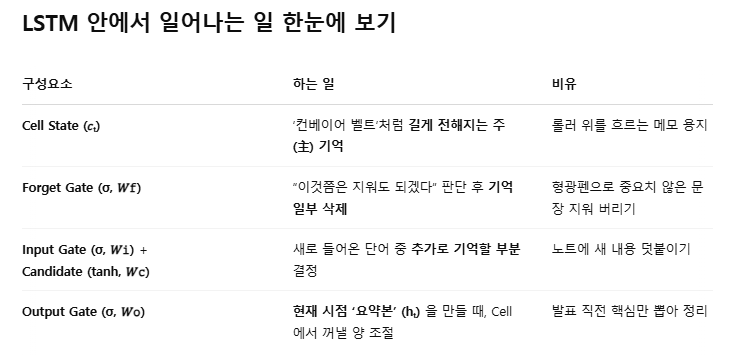 LSTM 안에서 일어나는 일 한눈에 보기
구성요소 하는 일 비유
Cell State (cₜ) ‘컨베이어 벨트’처럼 길게 전해지는 주 롤러 위를 흐르는 메모 용지
(主) 기억
Forget Gate (σ, Wf) “이것쯤은 지워도 되겠다” 판단 후 기억 형광펜으로 중요치 않은 문
일부 삭제 장 지워 버리기
Input Gate (σ, Wi) + 새로 들어온 단어 중 추가로 기억할 부분 노트에 새 내용 덧붙이기
Candidate (tanh, Wc) 결정
Output Gate (σ, Wo) 현재 시점 ‘요약본’ (hₜ) 을 만들 때, Cell 발표 직전 핵심만 뽑아 정리
에서 꺼낼 양 조절